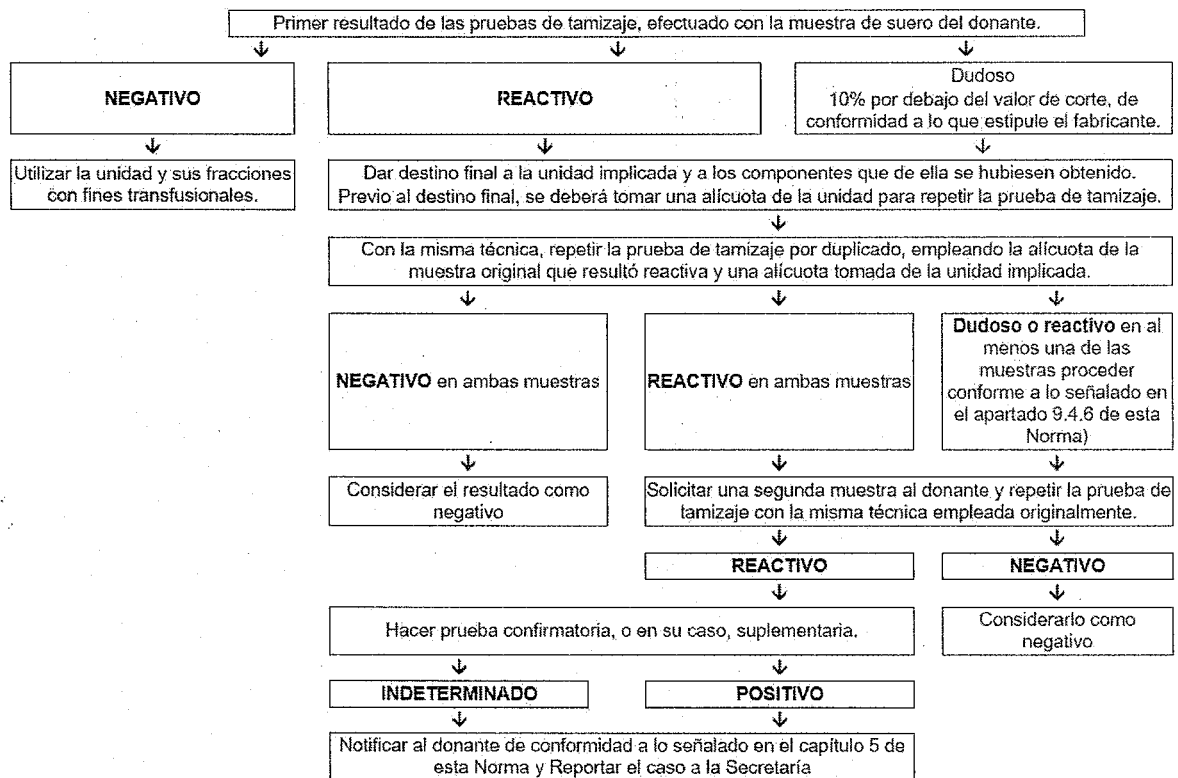 Primer resultado de las pruebas de tamizaje, efectuado con la muestra de suero del donante.
NEGATIVO
REACTIVO
Dudoso
10% por debajo del valor de corte, de
conformidad a lo que estipule el fabricante.
Utilizar la unidad y sus fracciones
con fines transfusionales.
Dar destino final a la unidad implicada y a los componentes que de ella se hubiesen obtenido.
Previo al destino final, se deberá tomar una alícuota de la unidad para repetir la prueba de tamizaje.
Con la misma técnica, repetir la prueba de tamizaje por duplicado, empleando la alícuota de la
muestra original que resultó reactiva y una alícuota tomada de la unidad implicada.
NEGATIVO en ambas muestras
REACTIVO en ambas muestras
Dudoso o reactivo en al
menos una de las
muestras proceder
conforme a lo señalado en
el apartado 9.4.6 de esta
Norma)
Considerar el resultado como
negativo
Solicitar una segunda muestra al donante y repetir la prueba de
tamizaje con la misma técnica empleada originalmente.
REACTIVO
NEGATIVO
Hacer prueba confirmatoria, o en su caso, suplementaria.
Considerarlo como
negativo
INDETERMINADO
POSITIVO
Notificar al donante de conformidad a lo señalado en el capítulo 5 de
esta Norma y Reportar el caso a la Secretaría